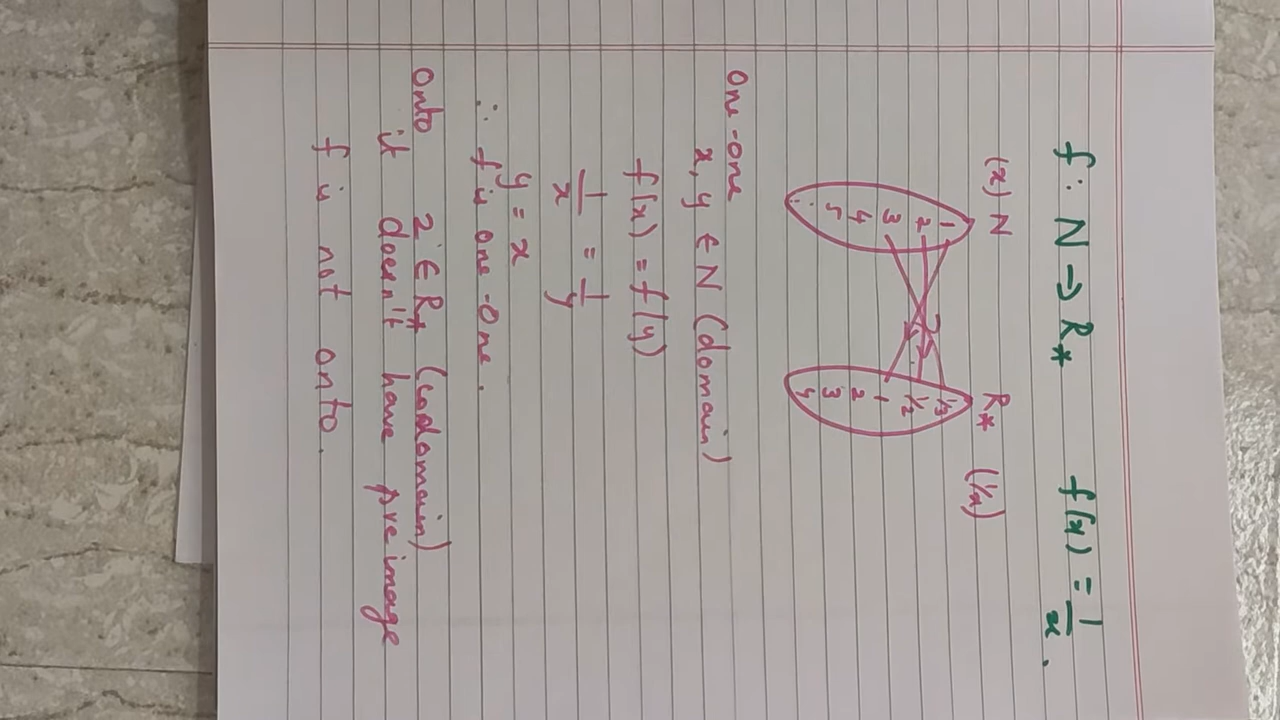 f : N → R* f(x) = 1/x .
(x) N R* (1/x)
1 1/3
2 1/2
3 1
4 2
5 3
4
One-one
x, y ∈ N (domain)
f(x) = f(y)
1/x = 1/y
y = x
∴ f is one-one.
Onto 2 ∈ R* (codomain)
it doesn't have pre image
f is not onto.